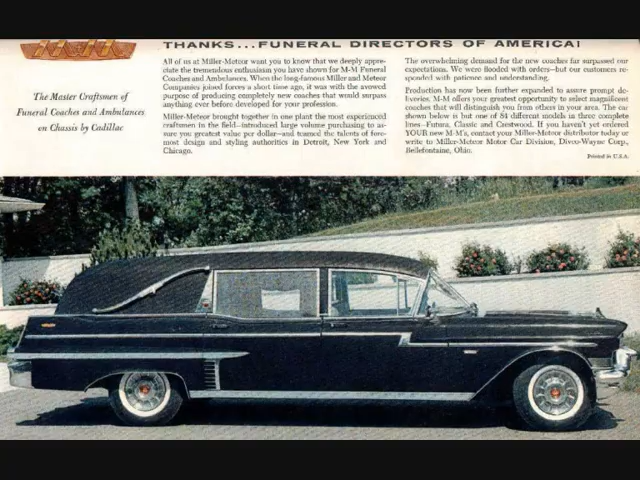 M-M
THANKS...FUNERAL DIRECTORS OF AMERICA!
The Master Craftsmen of
Funeral Coaches and Ambulances
on Chassis by Cadillac
All of us at Miller-Meteor want you to know that we deeply appre-
ciate the tremendous enthusiasm you have shown for M-M Funeral
Coaches and Ambulances. When the long-famous Miller and Meteor
Companies joined forces a short time ago, it was with the avowed
purpose of producing completely new coaches that would surpass
anything ever before developed for your profession.
Miller-Meteor brought together in one plant the most experienced
craftsmen in the field—introduced large volume purchasing to as-
sure you greatest value per dollar—and teamed the talents of fore-
most design and styling authorities in Detroit, New York and
Chicago.
The overwhelming demand for the new coaches far surpassed our
expectations. We were flooded with orders—but our customers re-
sponded with patience and understanding.
Production has now been further expanded to assure prompt de-
liveries. M-M offers your greatest opportunity to select magnificent
coaches that will distinguish you from others in your area. The car
shown below is but one of 84 different models in three complete
lines—Futura, Classic and Crestwood. If you haven't yet ordered
YOUR new M-M's, contact your Miller-Meteor distributor today or
write to Miller-Meteor Motor Car Division, Divco-Wayne Corp.,
Bellefontaine, Ohio.
Printed in U.S.A.